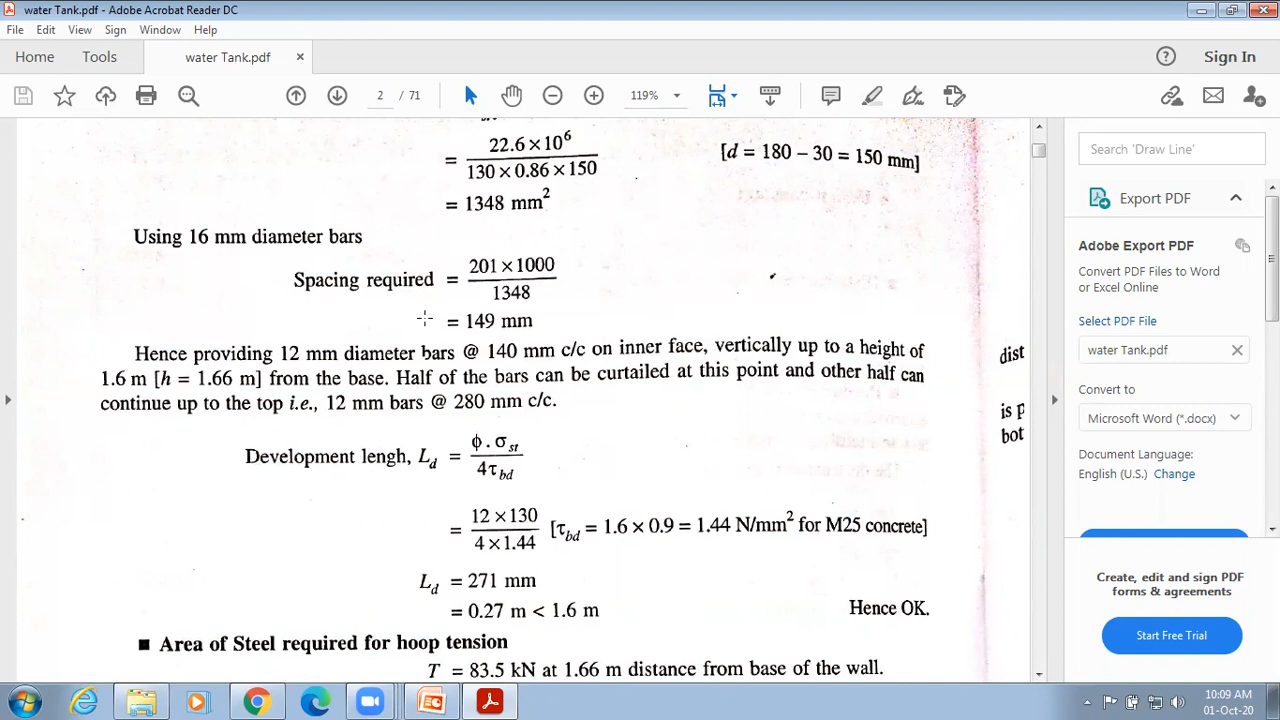 water Tank.pdf - Adobe Acrobat Reader DC
File Edit View Sign Window Help
Home Tools water Tank.pdf × ? Sign In
2 / 71 119%
= 22.6 × 10⁶ / 130 × 0.86 × 150 [d = 180 – 30 = 150 mm]
= 1348 mm²
Using 16 mm diameter bars
Spacing required = 201 × 1000 / 1348
= 149 mm
Hence providing 12 mm diameter bars @ 140 mm c/c on inner face, vertically up to a height of
1.6 m [h = 1.66 m] from the base. Half of the bars can be curtailed at this point and other half can
continue up to the top i.e., 12 mm bars @ 280 mm c/c.
Development lengh, L_d = ϕ . σ_st / 4τ_bd
= 12 × 130 / 4 × 1.44 [τ_bd = 1.6 × 0.9 = 1.44 N/mm² for M25 concrete]
L_d = 271 mm
= 0.27 m < 1.6 m Hence OK.
■ Area of Steel required for hoop tension
T = 83.5 kN at 1.66 m distance from base of the wall.
dist
is p
bot
Search 'Draw Line'
Export PDF
Adobe Export PDF
Convert PDF Files to Word
or Excel Online
Select PDF File
water Tank.pdf
Convert to
Microsoft Word (*.docx)
Document Language:
English (U.S.) Change
Create, edit and sign PDF
forms & agreements
Start Free Trial
10:09 AM
01-Oct-20